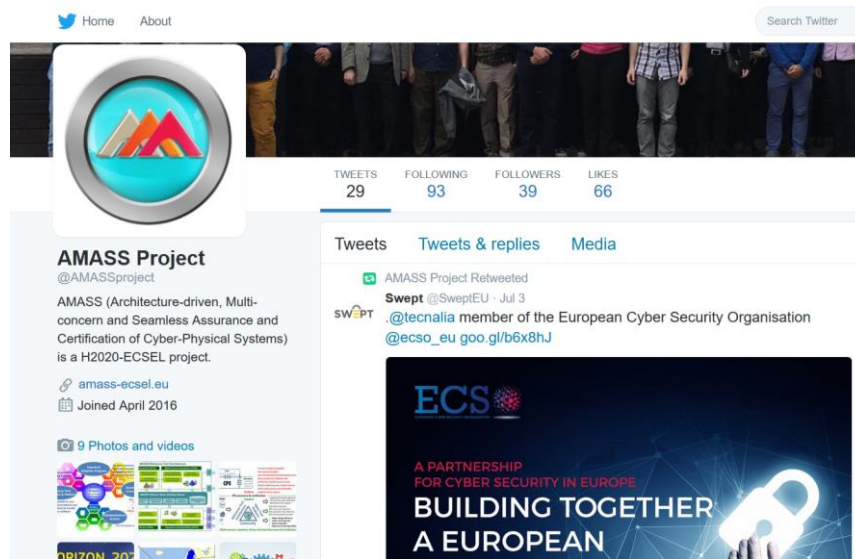 Home About
Search Twitter
TWEETS FOLLOWING FOLLOWERS LIKES
29 93 39 66
AMASS Project
@AMASSproject
AMASS (Architecture-driven, Multi-
concern and Seamless Assurance and
Certification of Cyber-Physical Systems)
is a H2020-ECSEL project.
amass-ecsel.eu
Joined April 2016
9 Photos and videos
Tweets Tweets & replies Media
AMASS Project Retweeted
Swept @SweptEU · Jul 3
SWEPT
.@tecnalia member of the European Cyber Security Organisation
@ecso_eu goo.gl/b6x8hJ
ECS
A PARTNERSHIP
FOR CYBER SECURITY IN EUROPE
BUILDING TOGETHER
A EUROPEAN
CPS